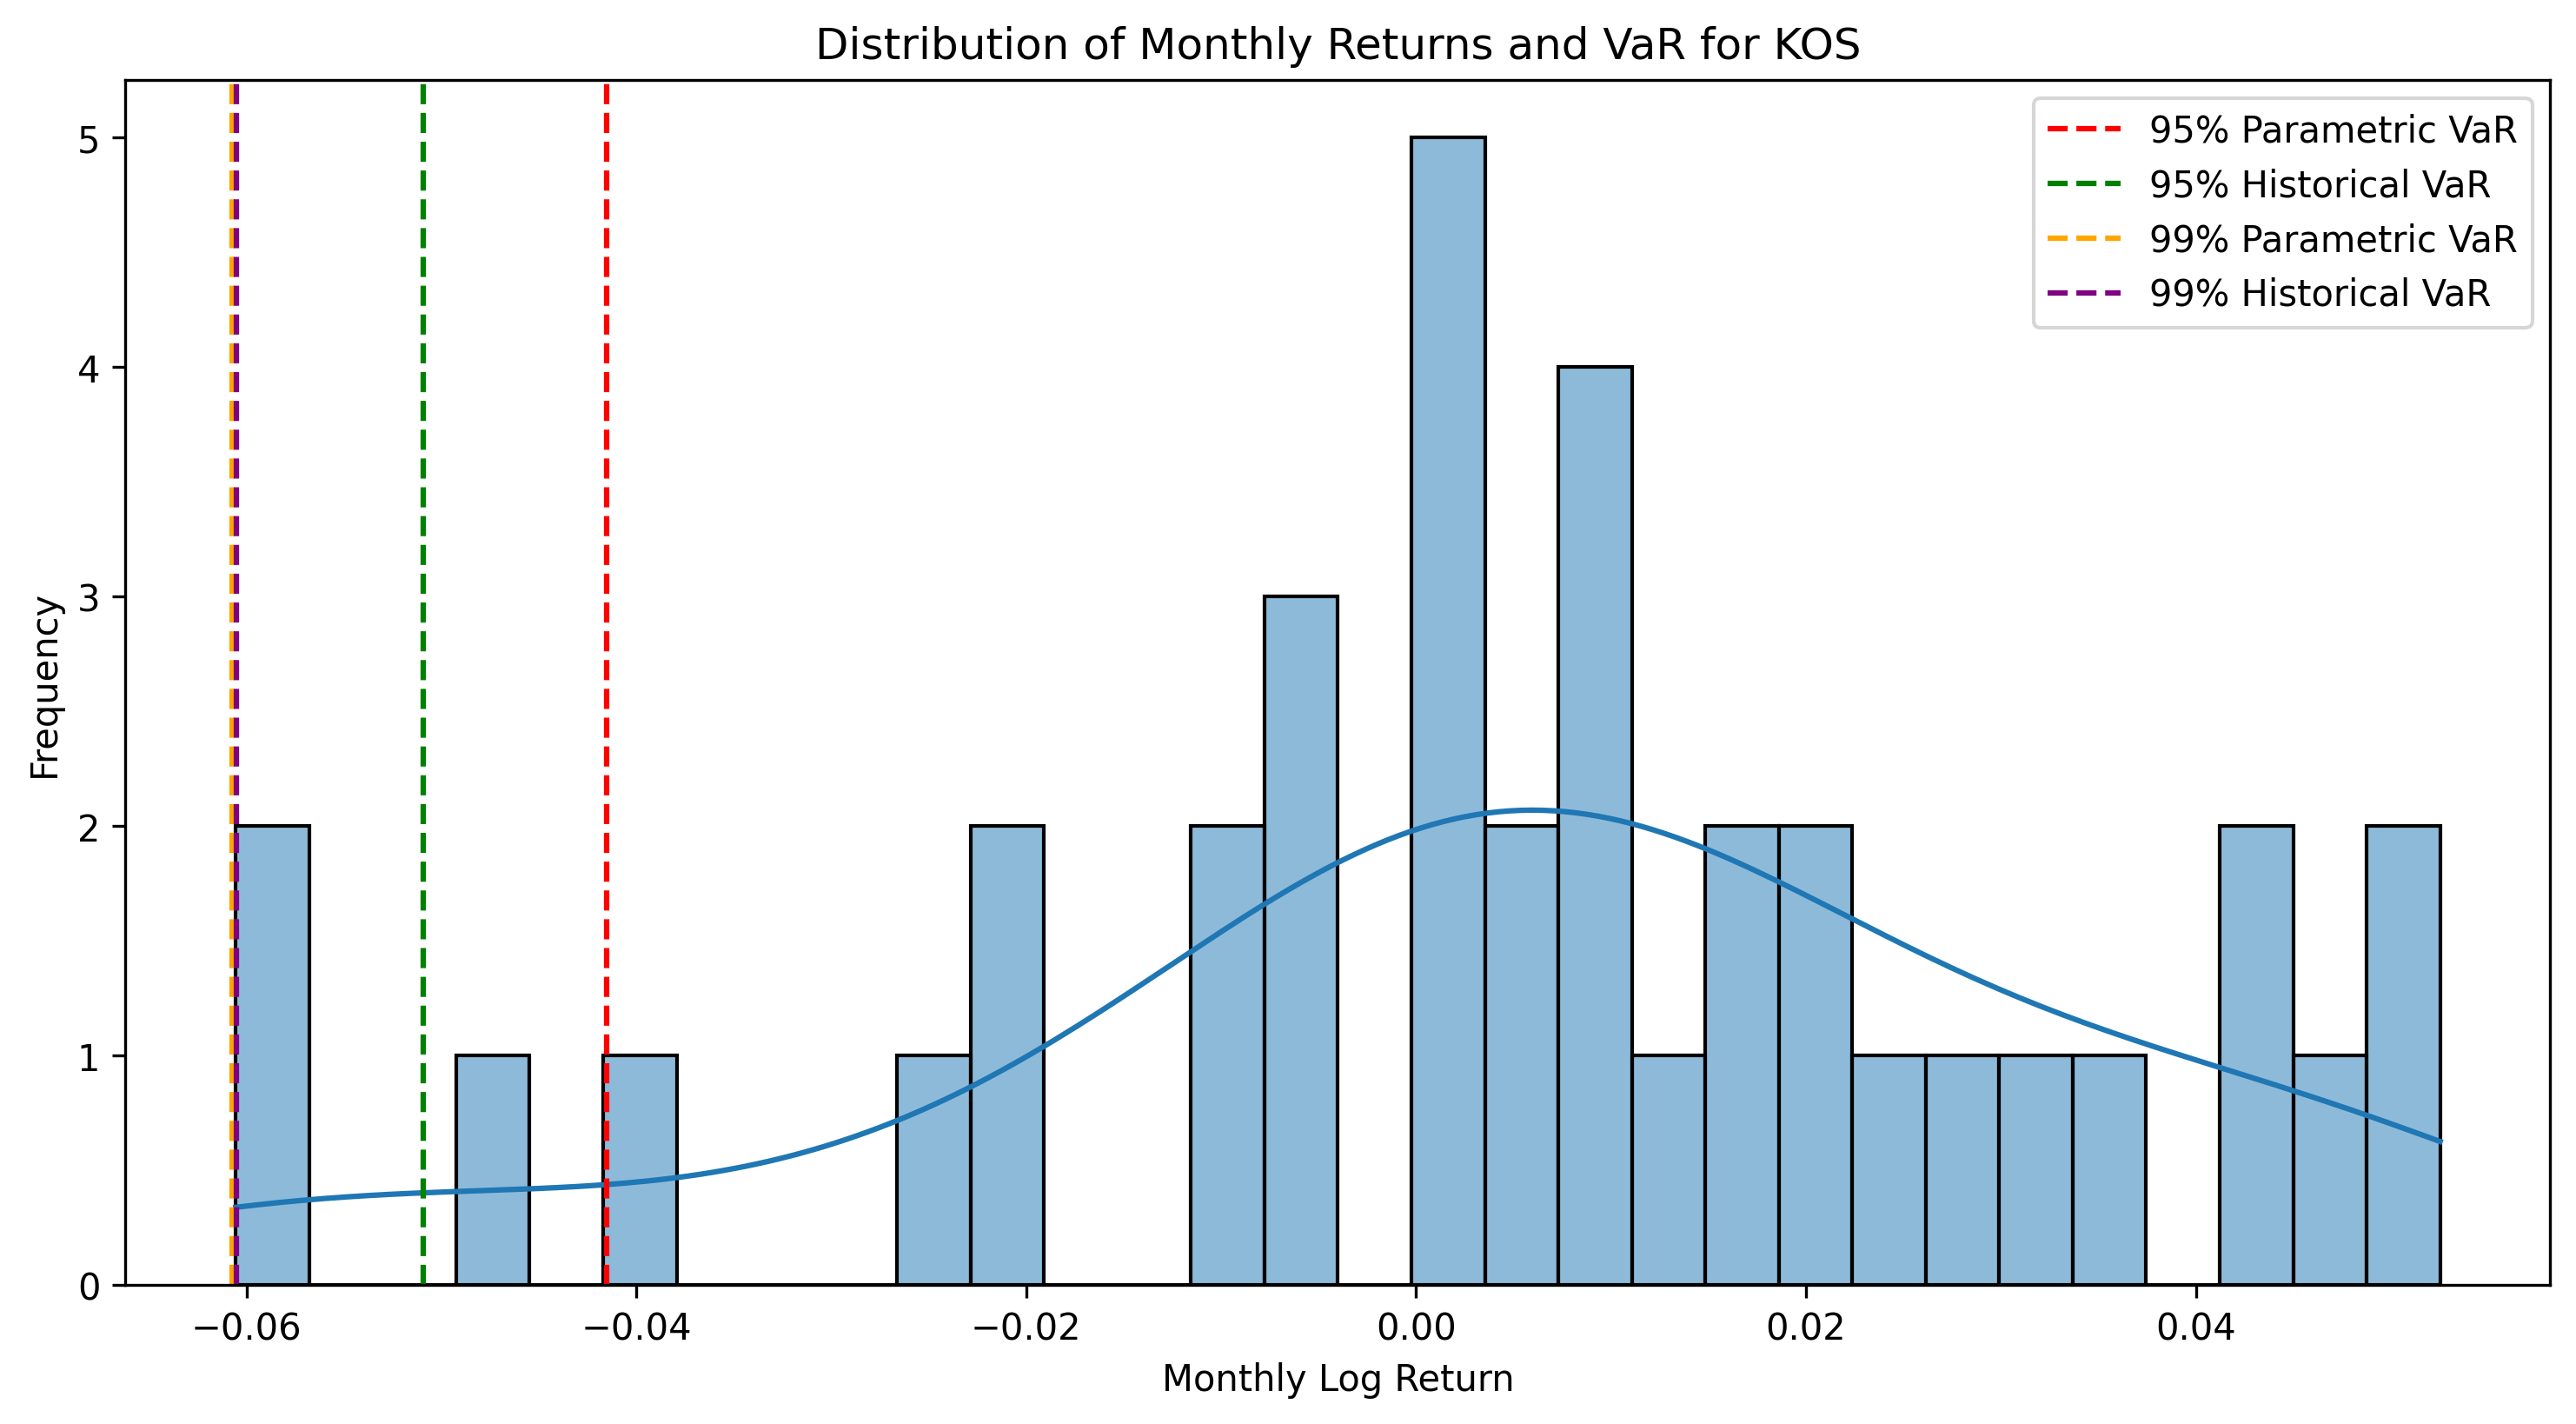 Distribution of Monthly Returns and VaR for KOS
95% Parametric VaR
95% Historical VaR
99% Parametric VaR
99% Historical VaR
5
4
3
2
1
0
Frequency
−0.06
−0.04
−0.02
0.00
0.02
0.04
Monthly Log Return